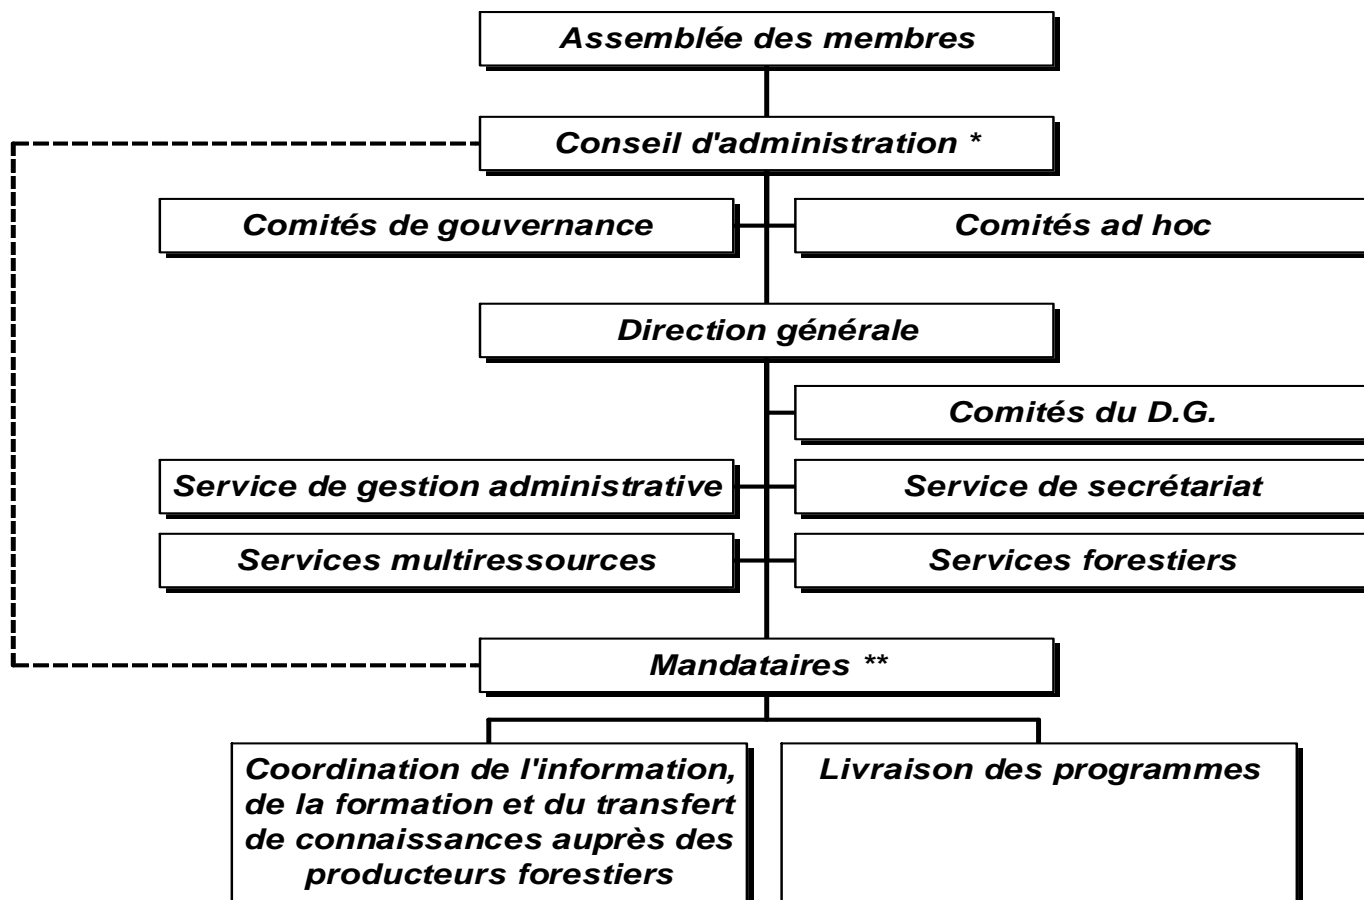 Assemblée des membres
Conseil d'administration *
Comités de gouvernance
Comités ad hoc
Direction générale
Comités du D.G.
Service de gestion administrative
Service de secrétariat
Services multiressources
Services forestiers
Mandataires **
Coordination de l'information,
de la formation et du transfert
de connaissances auprès des
producteurs forestiers
Livraison des programmes